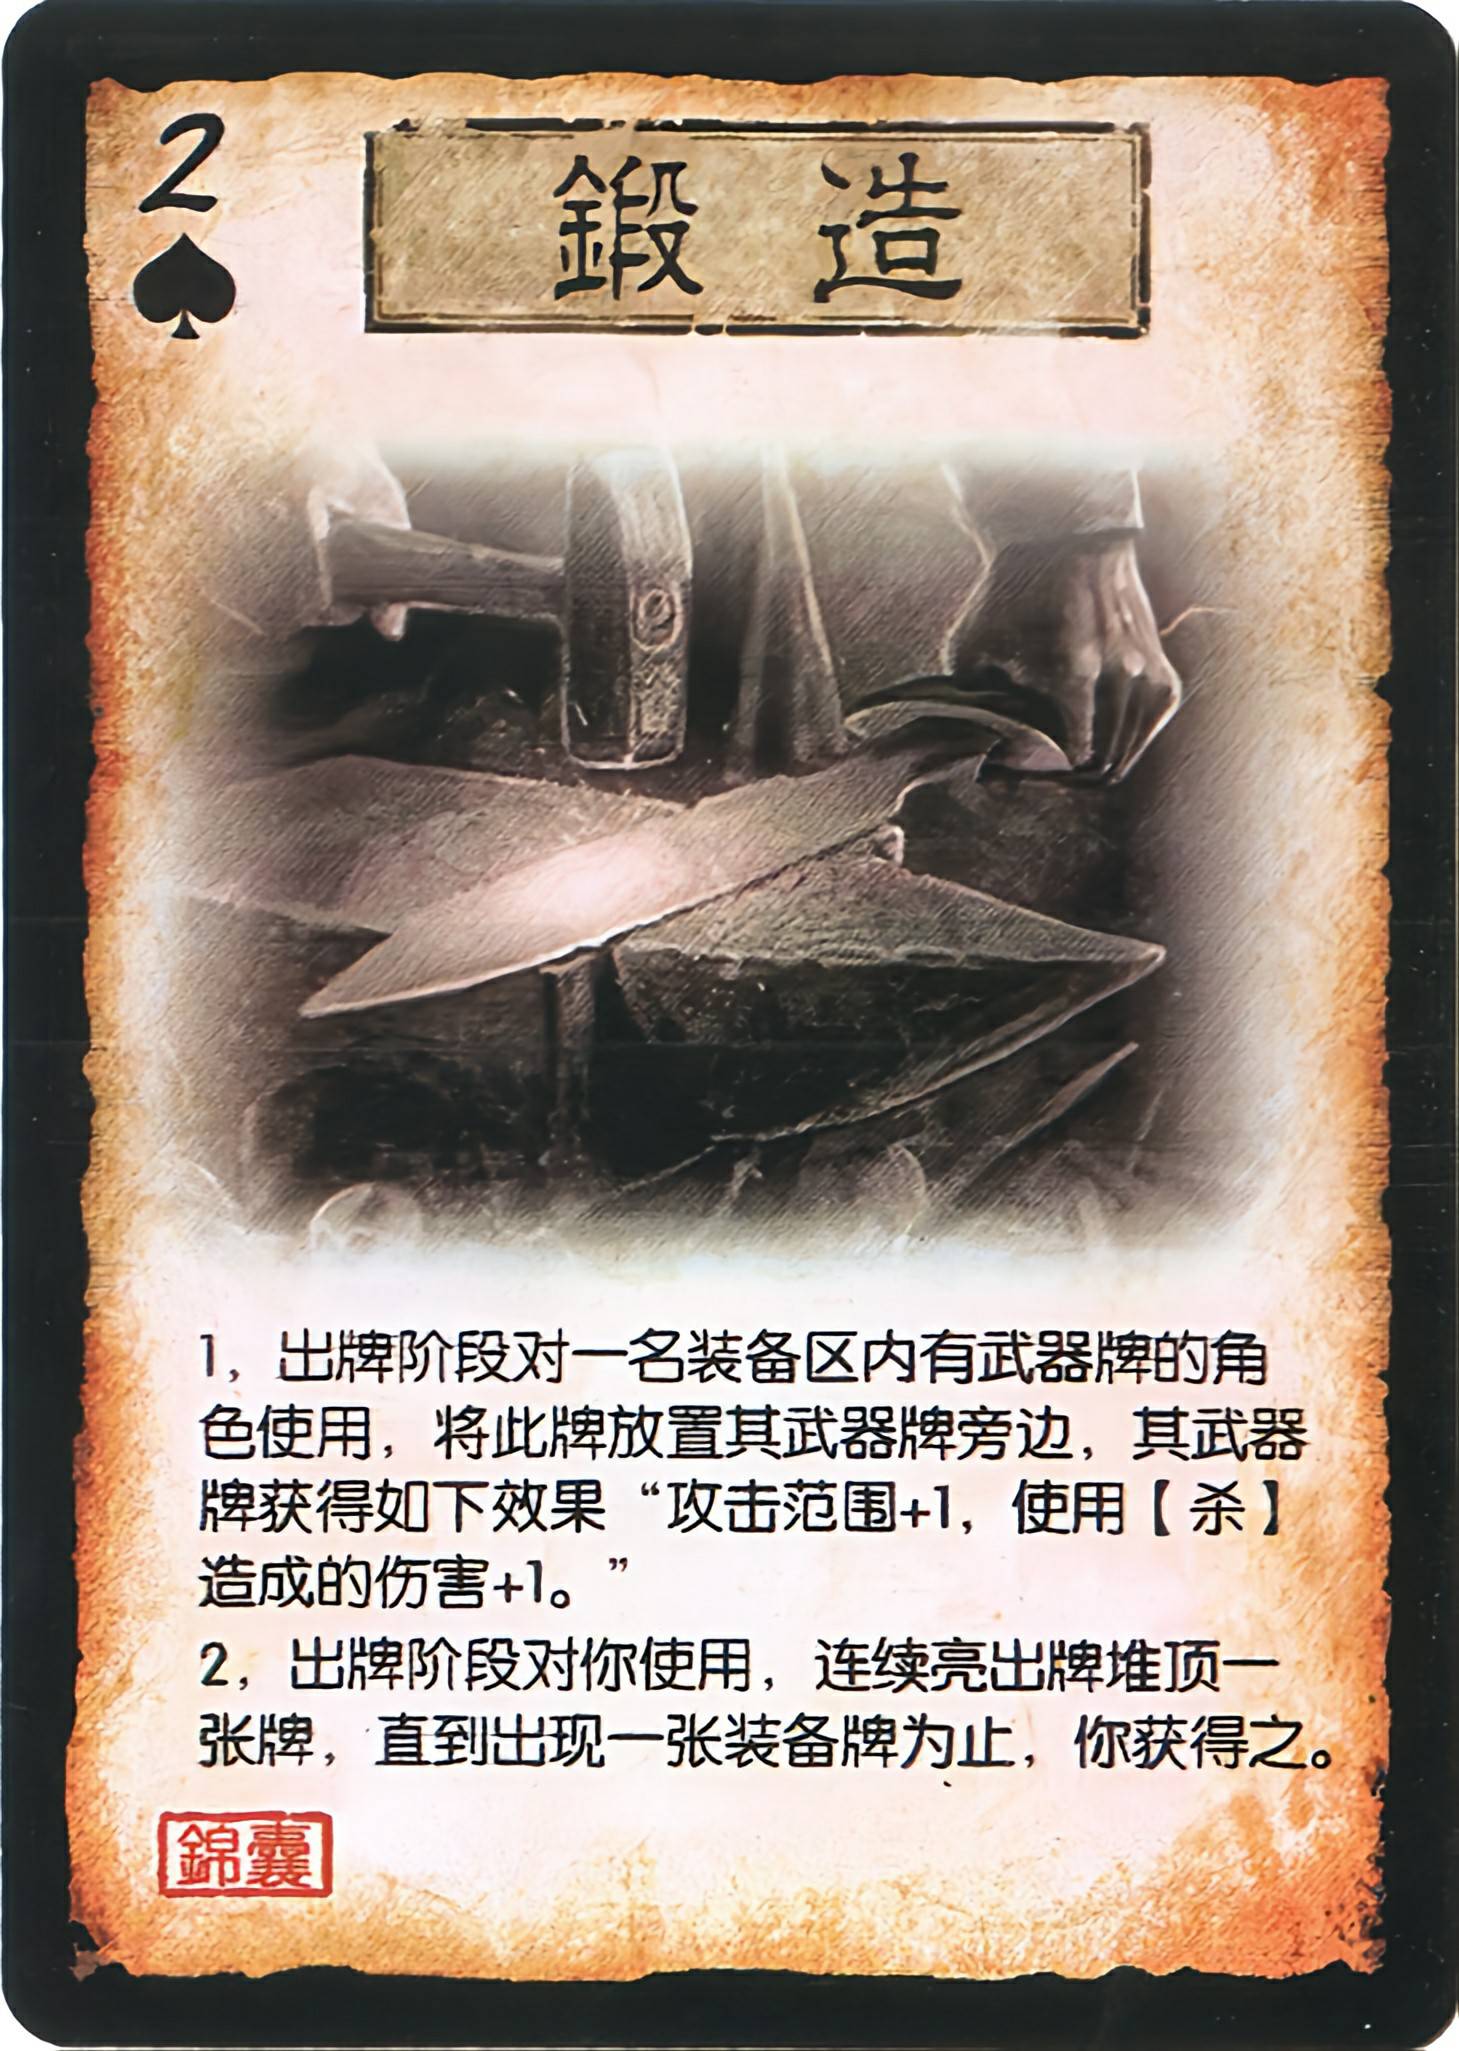 2
鍛造
1，出牌阶段对一名装备区内有武器牌的角
色使用，将此牌放置其武器牌旁边，其武器
牌获得如下效果“攻击范围+1，使用【杀】
造成的伤害+1。”
2，出牌阶段对你使用，连续亮出牌堆顶一
张牌，直到出现一张装备牌为止，你获得之。
錦囊